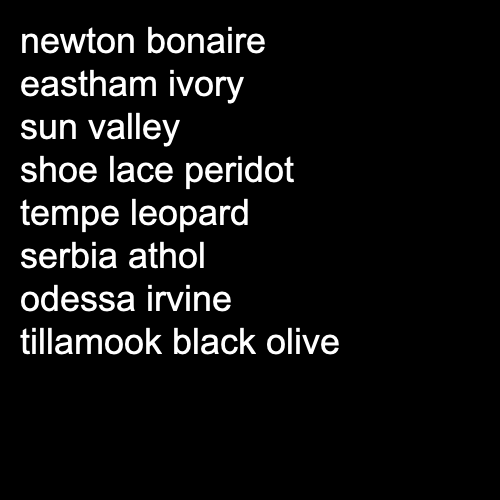 newton bonaire
eastham ivory
sun valley
shoe lace peridot
tempe leopard
serbia athol
odessa irvine
tillamook black olive